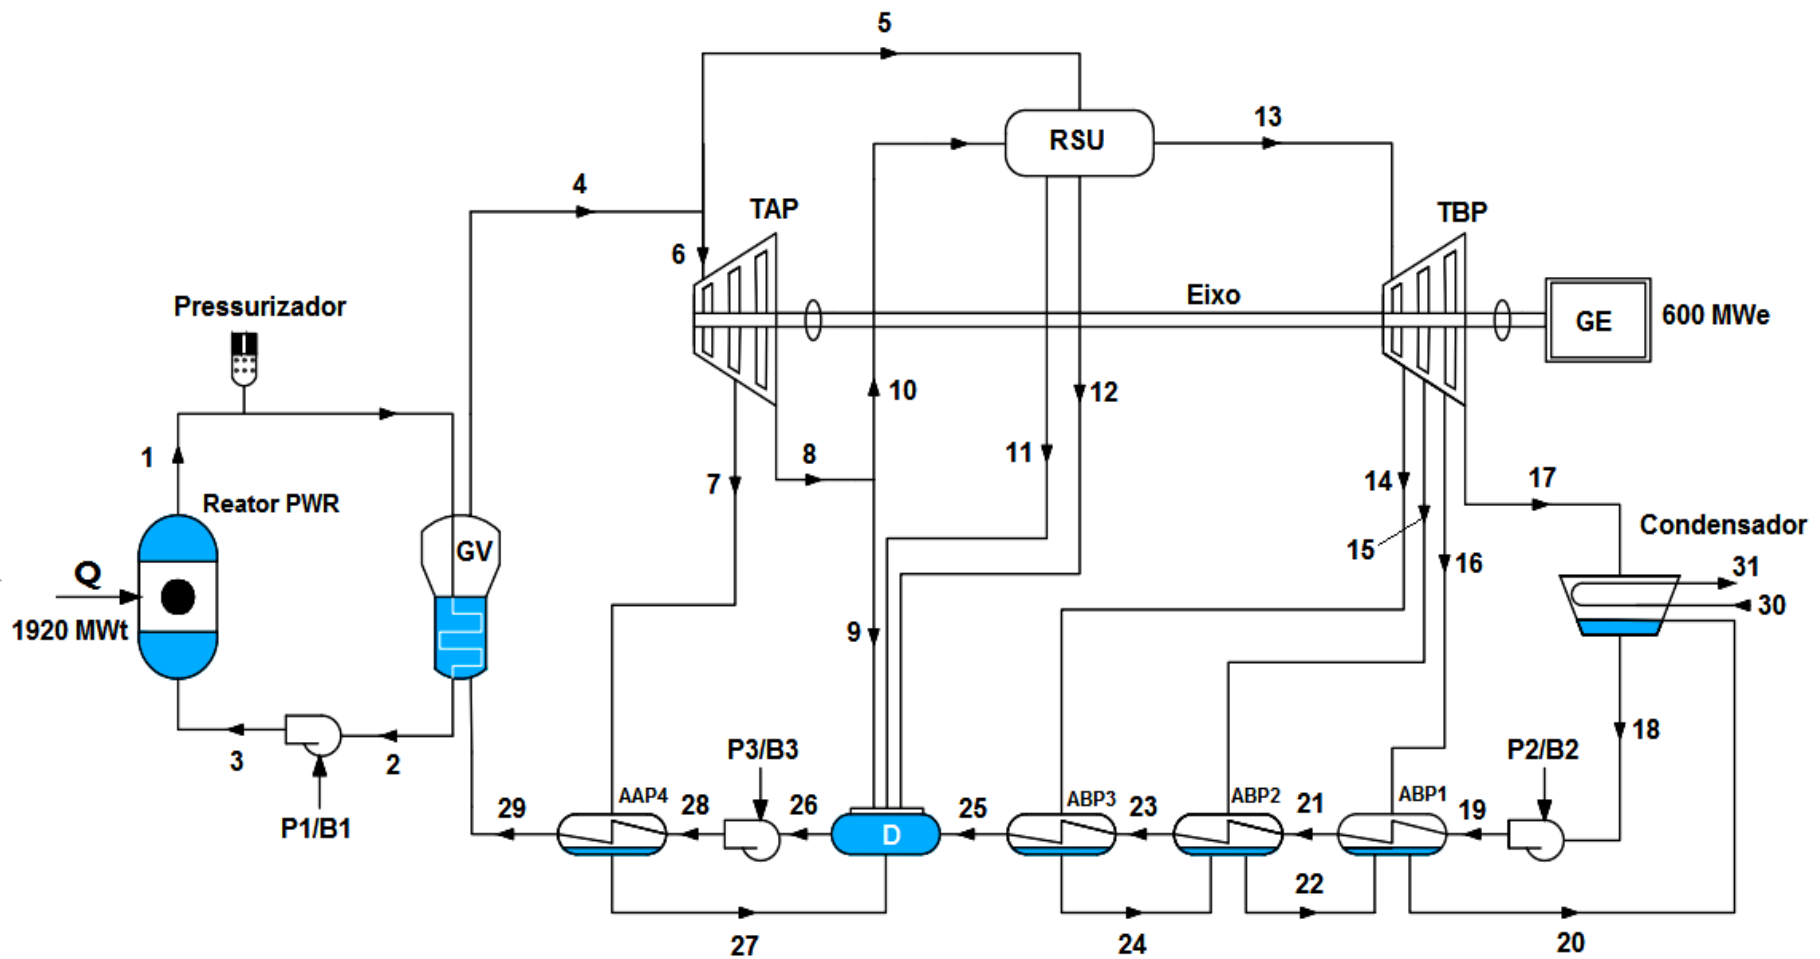 5
13
RSU
4
TAP
TBP
6
Pressurizador
Eixo
GE
600 MWe
10
12
1
8
11
7
14
17
Reator PWR
Condensador
GV
15
16
31
Q
30
1920 MWt
9
18
P3/B3
P2/B2
3
2
AAP4
ABP3
ABP2
ABP1
29
28
26
D
25
23
21
19
P1/B1
22
27
24
20